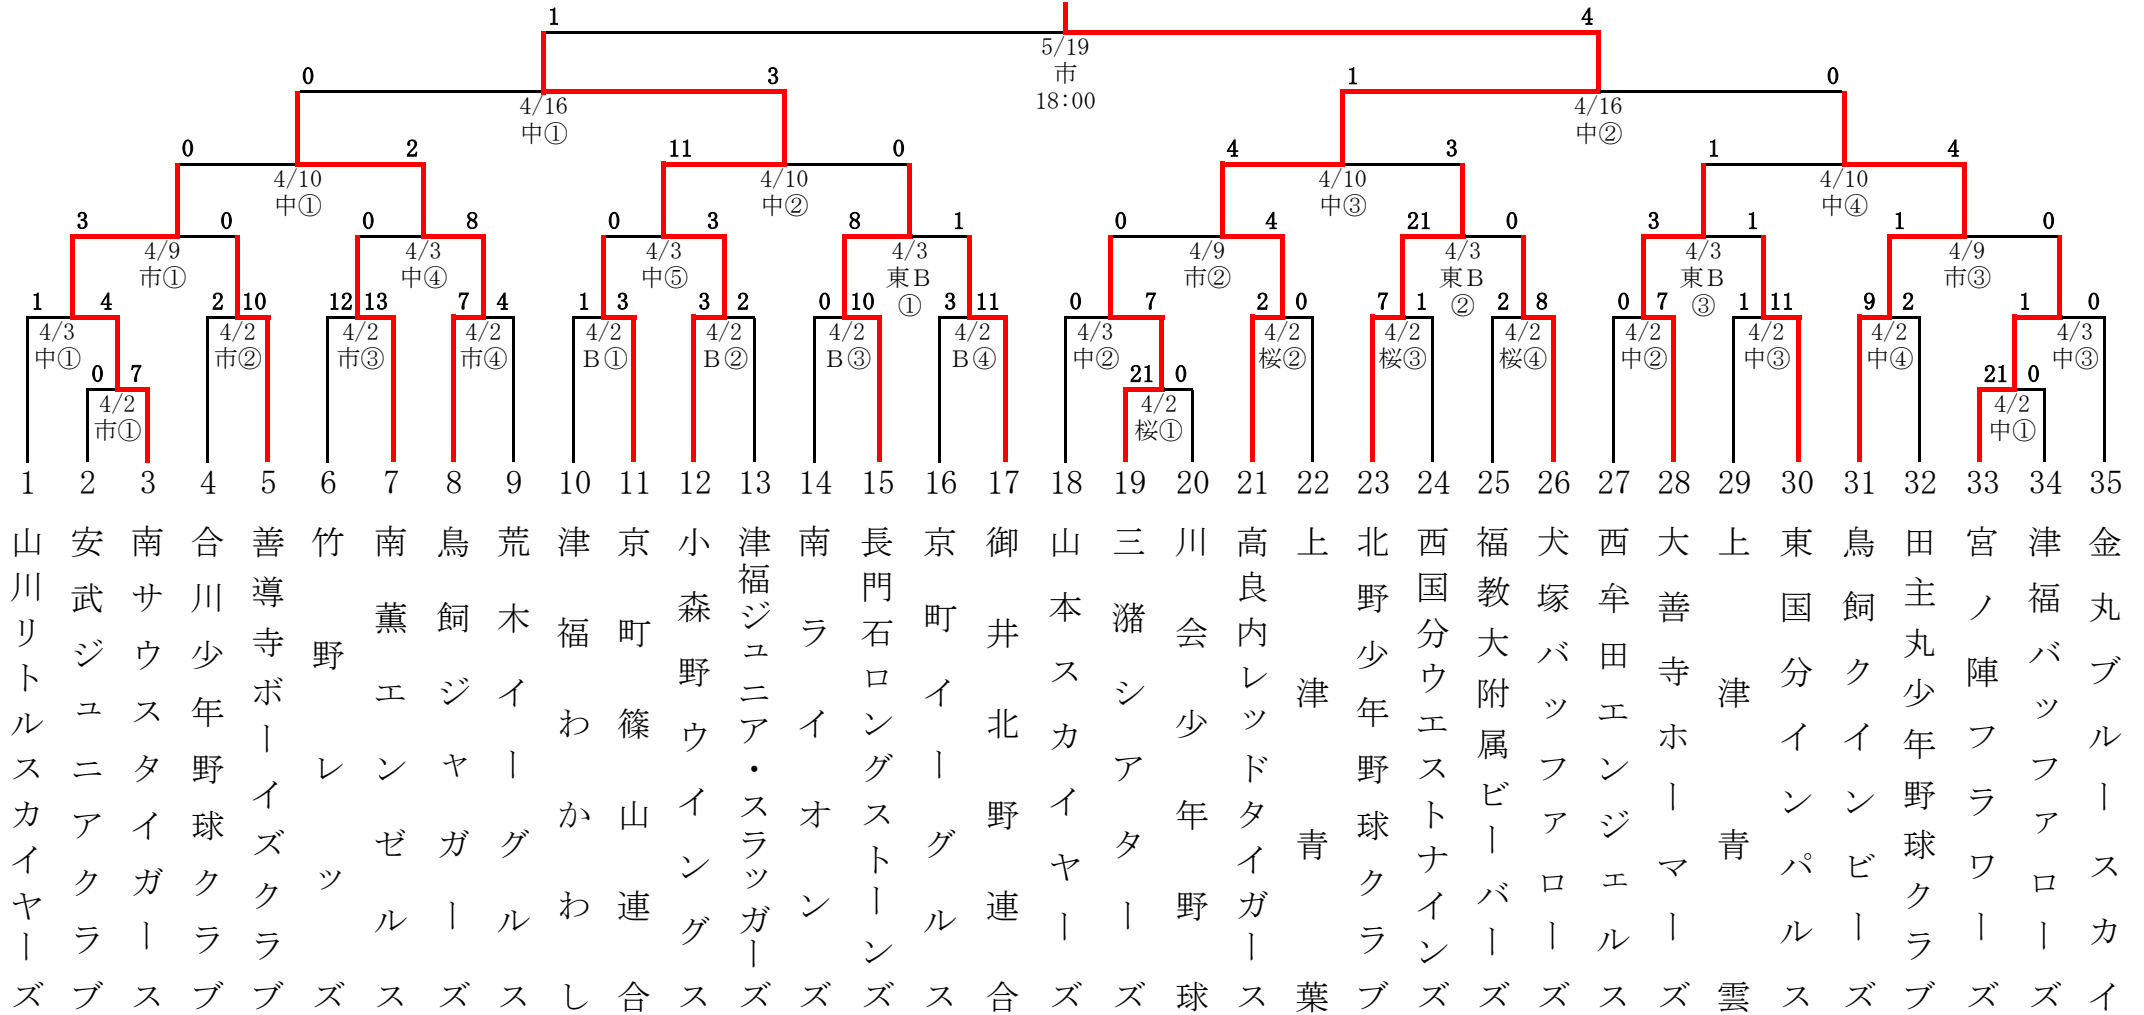 1 4
5/19
市
18:00
0 3 1 0
4/16 4/16
中① 中②
0 2 11 0 4 3 1 4
4/10 4/10 4/10 4/10
中① 中② 中③ 中④
3 0 0 8 0 3 8 1 0 4 21 0 3 1 1 0
4/9 4/3 4/3 4/3 4/9 4/3 4/3 4/9
市① 中④ 中⑤ 東B① 市② 東B② 東B③ 市③
1 4 2 10 12 13 7 4 1 3 3 2 0 10 3 11 0 7 2 0 7 1 2 8 0 7 1 11 9 2 1 0
4/3 4/2 4/2 4/2 4/2 4/2 4/2 4/2 4/3 4/2 4/2 4/2 4/2 4/2 4/2 4/3
中① 市② 市③ 市④ B① B② B③ B④ 中② 桜② 桜③ 桜④ 中② 中③ 中④ 中③
0 7 21 0 21 0
4/2 4/2 4/2
市① 桜① 中①
1 2 3 4 5 6 7 8 9 10 11 12 13 14 15 16 17 18 19 20 21 22 23 24 25 26 27 28 29 30 31 32 33 34 35
山川リトルスカイヤーズ
安武ジュニアクラブ
南サウスタイガース
合川少年野球クラブ
善導寺ボーイズクラブ
竹野レッズ
南薫エンゼルス
鳥飼ジャガーズ
荒木イーグルス
津福わかわし
京町篠山連合
小森野ウイングス
津福ジュニア・スラッガーズ
南ライオンズ
長門石ロングストーンズ
京町イーグルス
御井北野連合
山本スカイヤーズ
三潴シアターズ
川会少年野球
高良内レッドタイガース
上津青葉
北野少年野球クラブ
西国分ウエストナインズ
福教大附属ビーバーズ
犬塚バッファローズ
西牟田エンジェルス
大善寺ホーマーズ
上津青雲
東国分インパルス
鳥飼クインビーズ
田主丸少年野球クラブ
宮ノ陣フラワーズ
津福バッファローズ
金丸ブルースカイ